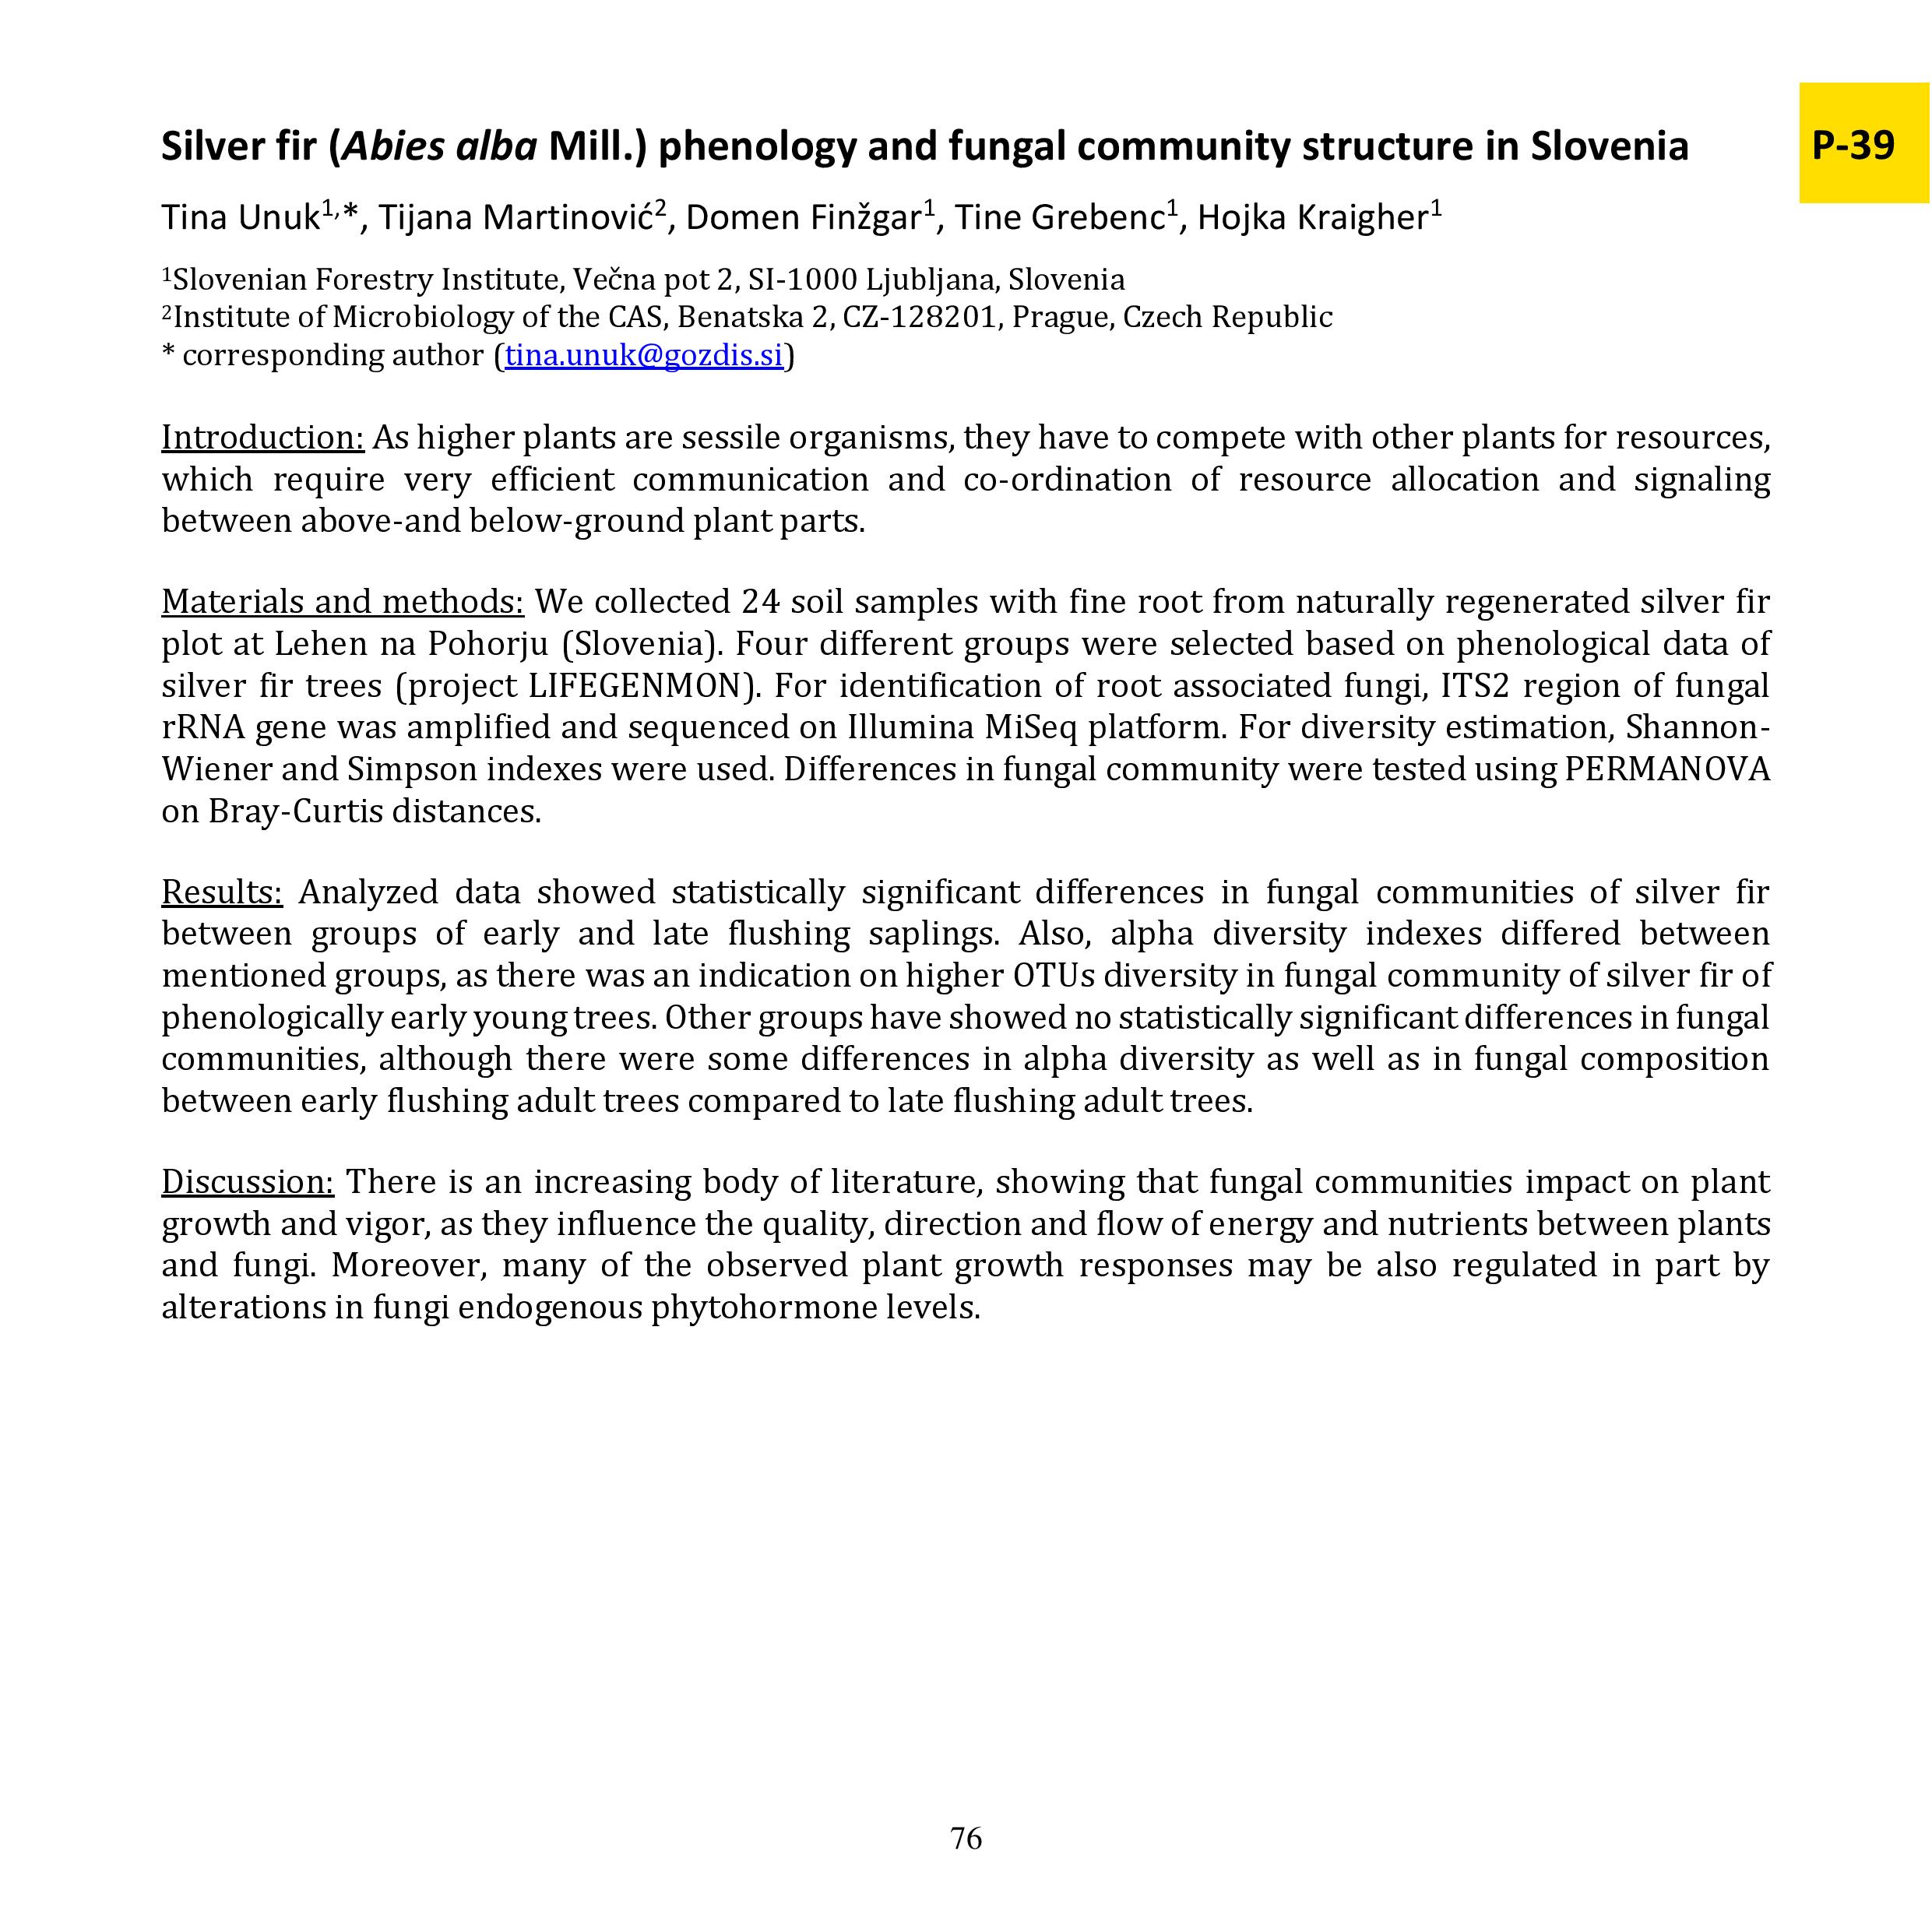 Silver fir (Abies alba Mill.) phenology and fungal community structure in Slovenia
P-39
Tina Unuk1,*, Tijana Martinović2, Domen Finžgar1, Tine Grebenc1, Hojka Kraigher1
1Slovenian Forestry Institute, Večna pot 2, SI-1000 Ljubljana, Slovenia
2Institute of Microbiology of the CAS, Benatska 2, CZ-128201, Prague, Czech Republic
* corresponding author (tina.unuk@gozdis.si)
Introduction: As higher plants are sessile organisms, they have to compete with other plants for resources,
which require very efficient communication and co-ordination of resource allocation and signaling
between above-and below-ground plant parts.
Materials and methods: We collected 24 soil samples with fine root from naturally regenerated silver fir
plot at Lehen na Pohorju (Slovenia). Four different groups were selected based on phenological data of
silver fir trees (project LIFEGENMON). For identification of root associated fungi, ITS2 region of fungal
rRNA gene was amplified and sequenced on Illumina MiSeq platform. For diversity estimation, Shannon-
Wiener and Simpson indexes were used. Differences in fungal community were tested using PERMANOVA
on Bray-Curtis distances.
Results: Analyzed data showed statistically significant differences in fungal communities of silver fir
between groups of early and late flushing saplings. Also, alpha diversity indexes differed between
mentioned groups, as there was an indication on higher OTUs diversity in fungal community of silver fir of
phenologically early young trees. Other groups have showed no statistically significant differences in fungal
communities, although there were some differences in alpha diversity as well as in fungal composition
between early flushing adult trees compared to late flushing adult trees.
Discussion: There is an increasing body of literature, showing that fungal communities impact on plant
growth and vigor, as they influence the quality, direction and flow of energy and nutrients between plants
and fungi. Moreover, many of the observed plant growth responses may be also regulated in part by
alterations in fungi endogenous phytohormone levels.
76